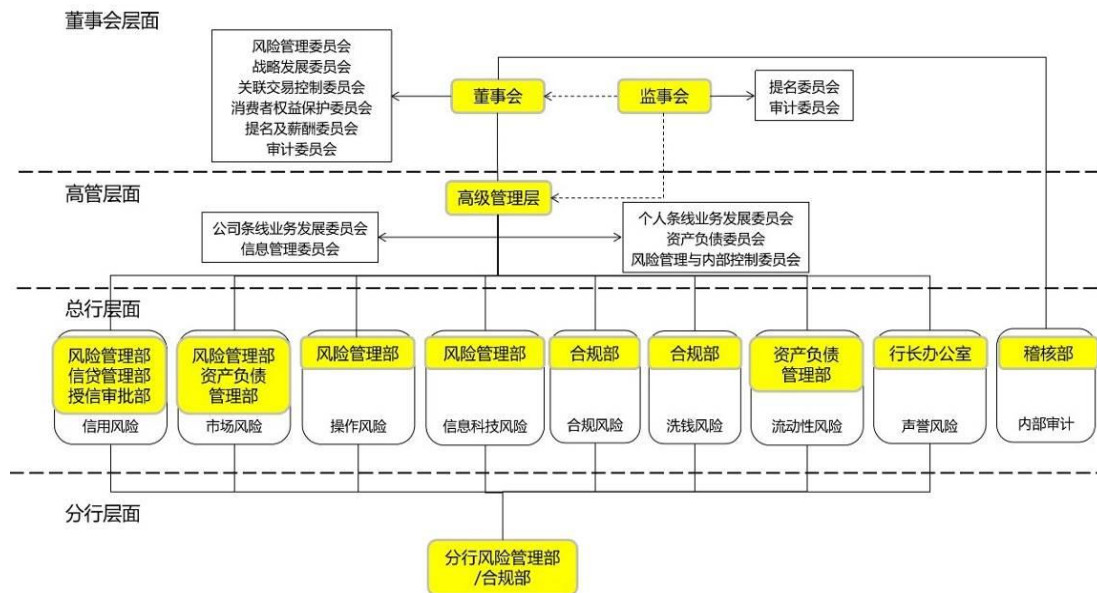 董事会层面
风险管理委员会
战略发展委员会
关联交易控制委员会
消费者权益保护委员会
提名及薪酬委员会
审计委员会
董事会
监事会
提名委员会
审计委员会
高管层面
高级管理层
公司条线业务发展委员会
信息管理委员会
个人条线业务发展委员会
资产负债委员会
风险管理与内部控制委员会
总行层面
风险管理部
信贷管理部
授信审批部
信用风险
风险管理部
资产负债
管理部
市场风险
风险管理部
操作风险
风险管理部
信息科技风险
合规部
合规风险
合规部
洗钱风险
资产负债
管理部
流动性风险
行长办公室
声誉风险
稽核部
内部审计
分行层面
分行风险管理部
/合规部